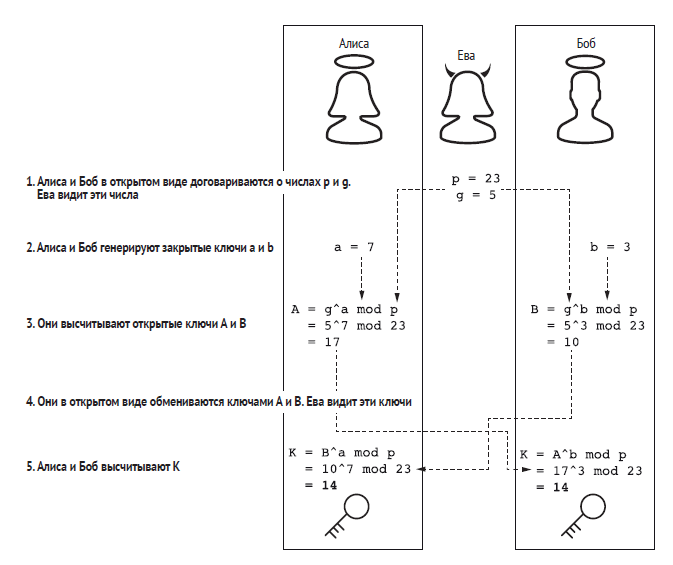 Алиса
Ева
Боб
1. Алиса и Боб в открытом виде договариваются о числах p и g.
Ева видит эти числа
p = 23
g = 5
2. Алиса и Боб генерируют закрытые ключи a и b
a = 7
b = 3
3. Они высчитывают открытые ключи A и B
A = g^a mod p
= 5^7 mod 23
= 17
B = g^b mod p
= 5^3 mod 23
= 10
4. Они в открытом виде обмениваются ключами A и B. Ева видит эти ключи
5. Алиса и Боб высчитывают K
K = B^a mod p
= 10^7 mod 23
= 14
K = A^b mod p
= 17^3 mod 23
= 14